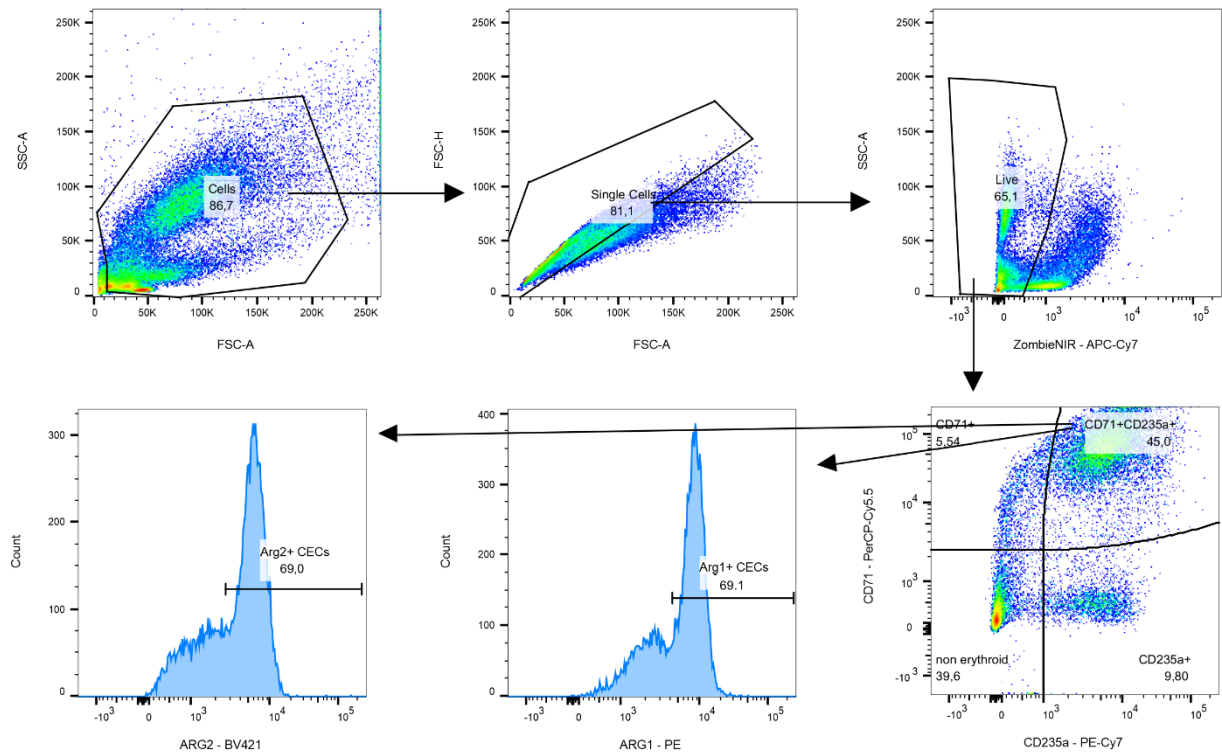 250K
200K
150K
100K
50K
0
SSC-A
Cells
86,7
0
50K
100K
150K
200K
250K
FSC-A
250K
200K
150K
100K
50K
0
FSC-H
Single Cells
81,1
0
50K
100K
150K
200K
250K
FSC-A
250K
200K
150K
100K
50K
0
SSC-A
Live
65,1
-10³
0
10³
10⁴
10⁵
ZombieNIR - APC-Cy7
300
200
100
0
Count
Arg2+ CECs
69,0
-10³
0
10³
10⁴
10⁵
ARG2 - BV421
400
300
200
100
0
Count
Arg1+ CECs
69.1
-10³
0
10³
10⁴
10⁵
ARG1 - PE
10⁵
10⁴
10³
0
-10³
CD71 - PerCP-Cy5.5
CD71+
5,54
CD71+CD235a+
45,0
non erythroid
39,6
CD235a+
9,80
-10³
0
10³
10⁴
10⁵
CD235a - PE-Cy7